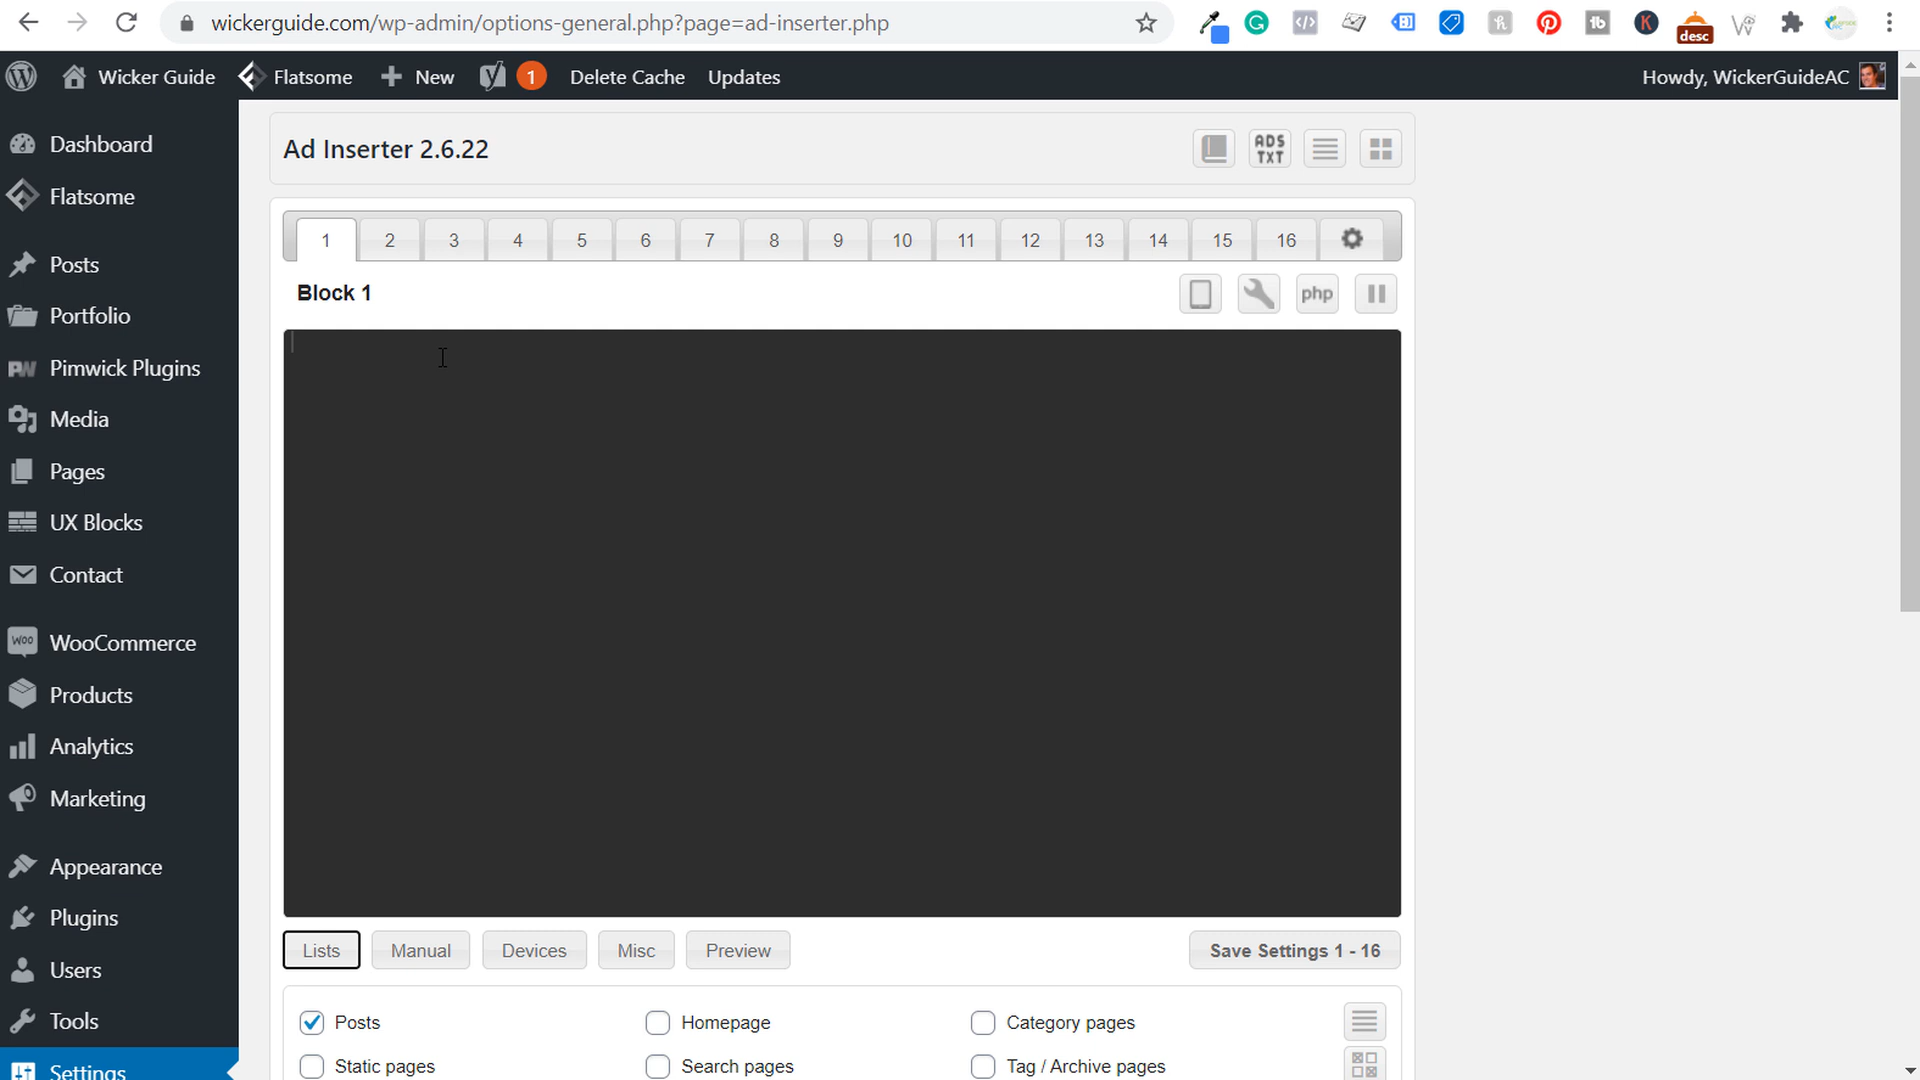 wickerguide.com/wp-admin/options-general.php?page=ad-inserter.php
desc
Wicker Guide
Flatsome
New
1
Delete Cache
Updates
Howdy, WickerGuideAC
Dashboard
Flatsome
Posts
Portfolio
PW Pimwick Plugins
Media
Pages
UX Blocks
Contact
Woo WooCommerce
Products
Analytics
Marketing
Appearance
Plugins
Users
Tools
Settings
Ad Inserter 2.6.22
ADS
TXT
1 2 3 4 5 6 7 8 9 10 11 12 13 14 15 16
Block 1
php
Lists
Manual
Devices
Misc
Preview
Save Settings 1 - 16
Posts
Homepage
Category pages
Static pages
Search pages
Tag / Archive pages